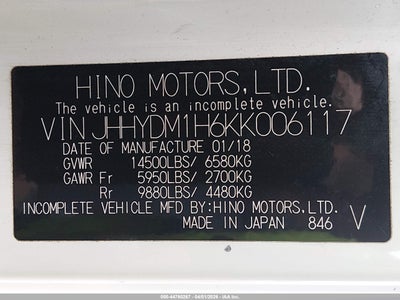 HINO MOTORS,LTD.
The vehicle is an incomplete vehicle.
VIN JHHYDM1H6KK006117
DATE OF MANUFACTURE 01/18
GVWR 14500LBS/ 6580KG
GAWR Fr 5950LBS/ 2700KG
Rr 9880LBS/ 4480KG
INCOMPLETE VEHICLE MFD BY:HINO MOTORS,LTD.
MADE IN JAPAN 846 V